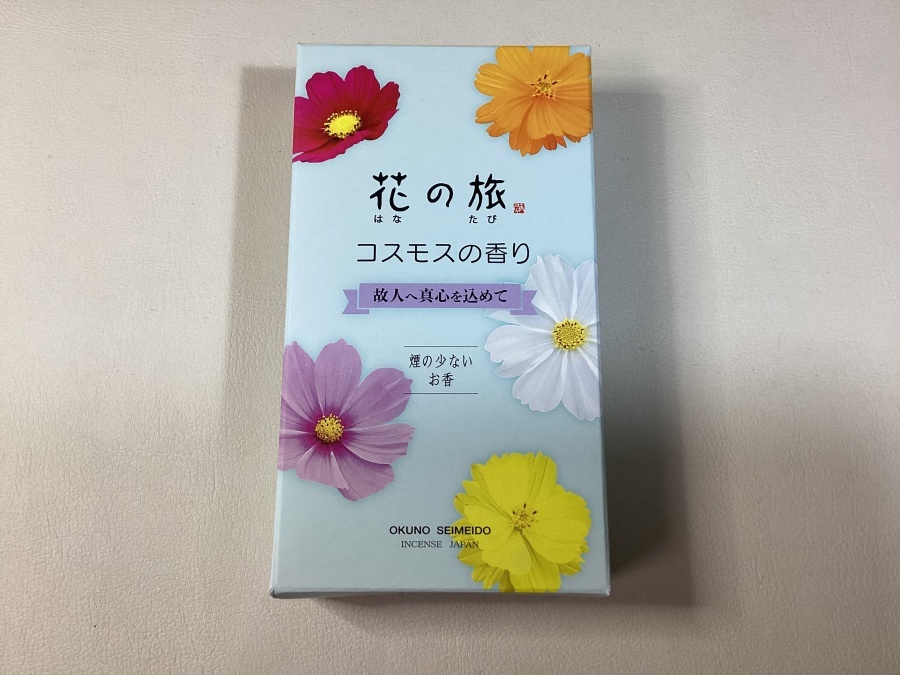 花の旅
はな たび
コスモスの香り
故人へ真心を込めて
煙の少ない
お香
OKUNO SEIMEIDO
INCENSE JAPAN